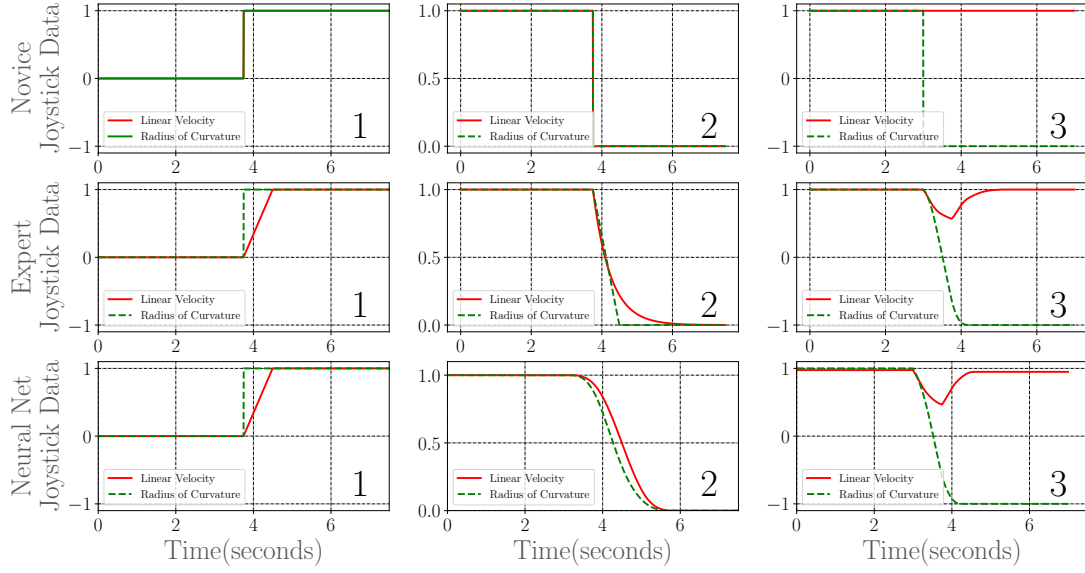 Novice
Joystick Data
1
0
−1
Linear Velocity
Radius of Curvature
1
0 2 4 6
1.0
0.5
0.0
Linear Velocity
Radius of Curvature
2
0 2 4 6
1
0
−1
Linear Velocity
Radius of Curvature
3
0 2 4 6
Expert
Joystick Data
1
0
−1
Linear Velocity
Radius of Curvature
1
0 2 4 6
1.0
0.5
0.0
Linear Velocity
Radius of Curvature
2
0 2 4 6
1
0
−1
Linear Velocity
Radius of Curvature
3
0 2 4 6
Neural Net
Joystick Data
1
0
−1
Linear Velocity
Radius of Curvature
1
0 2 4 6
Time(seconds)
1.0
0.5
0.0
Linear Velocity
Radius of Curvature
2
0 2 4 6
Time(seconds)
1
0
−1
Linear Velocity
Radius of Curvature
3
0 2 4 6
Time(seconds)